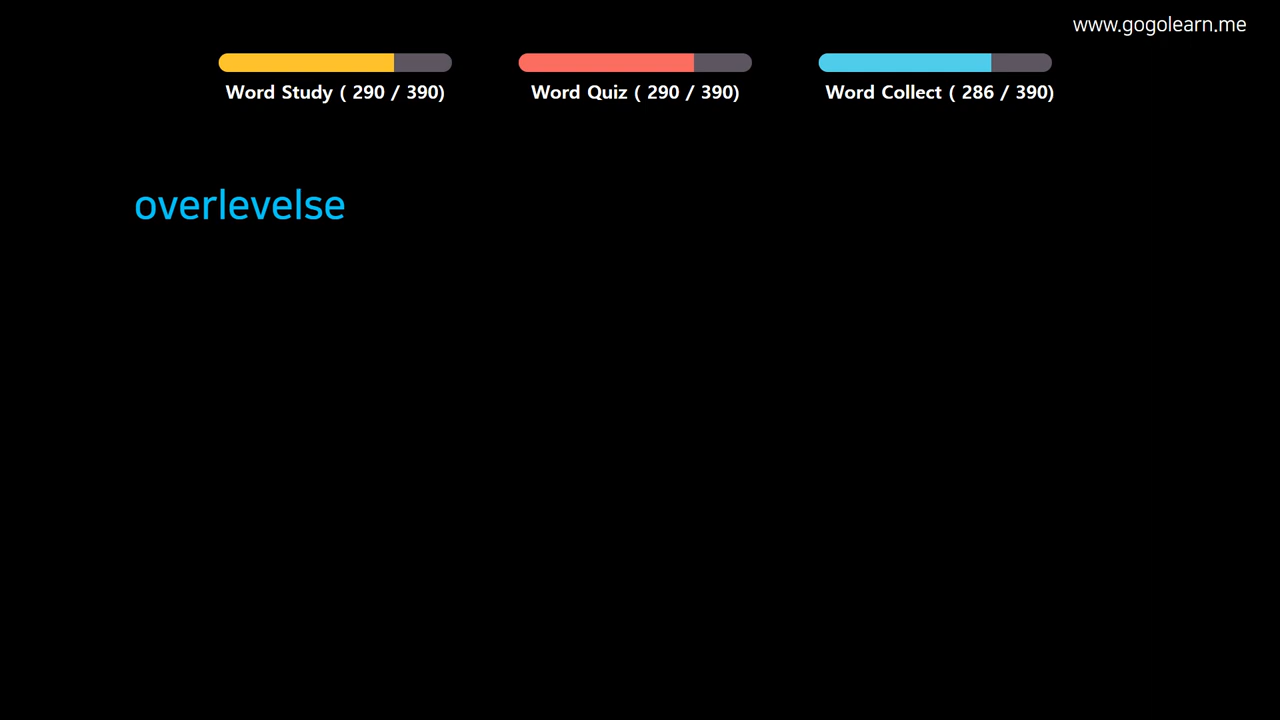 www.gogolearn.me
Word Study ( 290 / 390)
Word Quiz ( 290 / 390)
Word Collect ( 286 / 390)
overlevelse